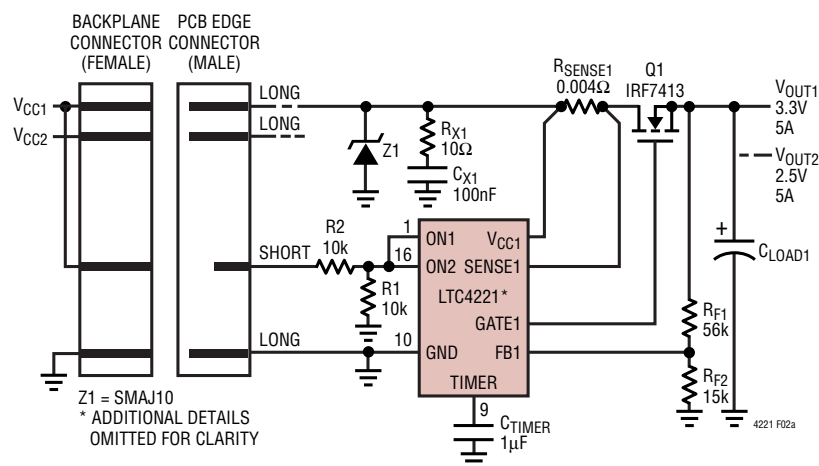 BACKPLANE
CONNECTOR
(FEMALE)
PCB EDGE
CONNECTOR
(MALE)
VCC1
VCC2
LONG
LONG
Z1
RX1
10Ω
CX1
100nF
RSENSE1
0.004Ω
Q1
IRF7413
VOUT1
3.3V
5A
VOUT2
2.5V
5A
SHORT
R2
10k
R1
10k
1
16
10
ON1
ON2
GND
VCC1
SENSE1
LTC4221*
GATE1
FB1
TIMER
9
CTIMER
1µF
+
CLOAD1
RF1
56k
RF2
15k
LONG
Z1 = SMAJ10
* ADDITIONAL DETAILS
OMITTED FOR CLARITY
4221 F02a